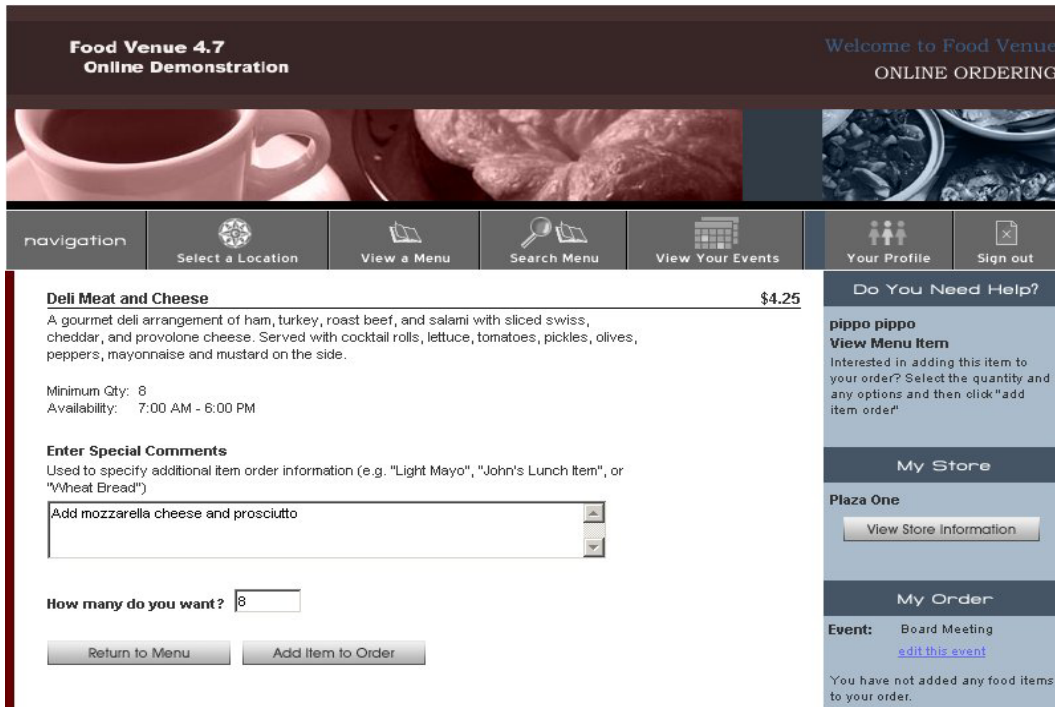 Food Venue 4.7
Online Demonstration
Welcome to Food Venue
ONLINE ORDERING
navigation
Select a Location
View a Menu
Search Menu
View Your Events
Your Profile
Sign out
Deli Meat and Cheese $4.25
A gourmet deli arrangement of ham, turkey, roast beef, and salami with sliced swiss,
cheddar, and provolone cheese. Served with cocktail rolls, lettuce, tomatoes, pickles, olives,
peppers, mayonnaise and mustard on the side.
Minimum Qty: 8
Availability: 7:00 AM - 6:00 PM
Enter Special Comments
Used to specify additional item order information (e.g. "Light Mayo", "John's Lunch Item", or
"Wheat Bread")
Add mozzarella cheese and prosciutto
How many do you want? 8
Return to Menu
Add Item to Order
Do You Need Help?
pippo pippo
View Menu Item
Interested in adding this item to
your order? Select the quantity and
any options and then click "add
item order"
My Store
Plaza One
View Store Information
My Order
Event: Board Meeting
edit this event
You have not added any food items
to your order.